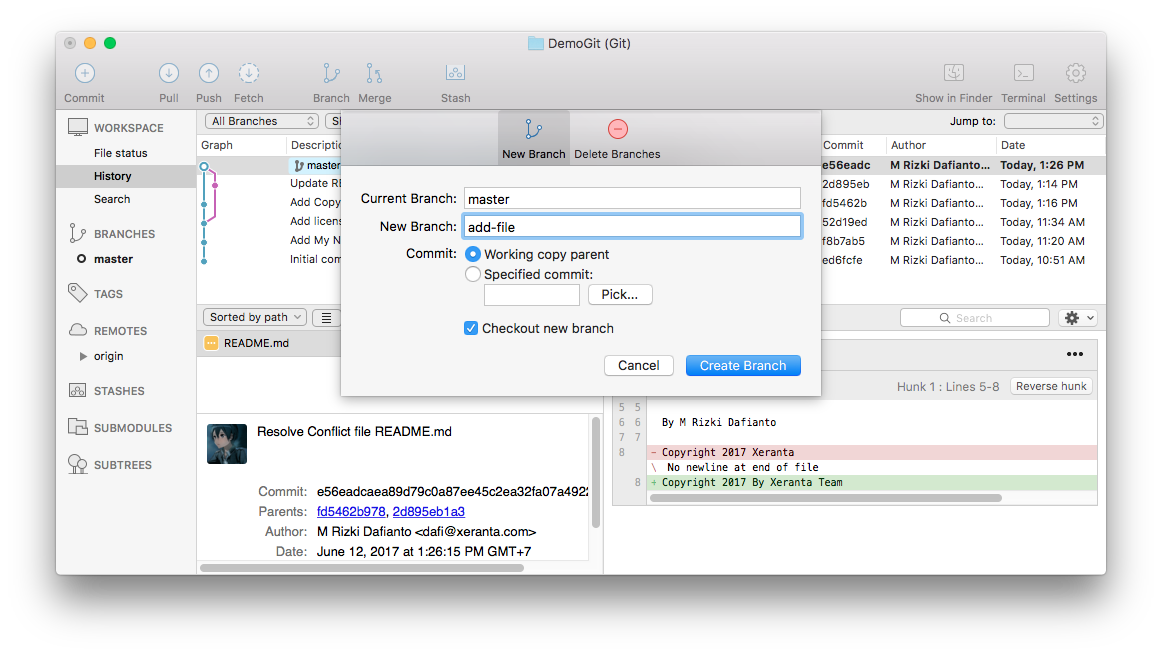 DemoGit (Git)
Commit Pull Push Fetch Branch Merge Stash Show in Finder Terminal Settings
WORKSPACE
File status
History
Search
BRANCHES
master
TAGS
REMOTES
origin
STASHES
SUBMODULES
SUBTREES
All Branches
Jump to:
Graph
Commit Author Date
master
e56eadc M Rizki Dafianto... Today, 1:26 PM
2d895eb M Rizki Dafianto... Today, 1:14 PM
Add Copy fd5462b M Rizki Dafianto... Today, 1:16 PM
Add licens 52d19ed M Rizki Dafianto... Today, 11:34 AM
Add My N f8b7ab5 M Rizki Dafianto... Today, 11:20 AM
Initial com ed6fcfe M Rizki Dafianto... Today, 10:51 AM
New Branch Delete Branches
Current Branch: master
New Branch: add-file
Commit: Working copy parent
Specified commit:
Pick...
Checkout new branch
Cancel Create Branch
Sorted by path
Search
README.md
Hunk 1 : Lines 5-8 Reverse hunk
5 5
6 6 By M Rizki Dafianto
7 7
8 - Copyright 2017 Xeranta
\ No newline at end of file
8 + Copyright 2017 By Xeranta Team
Resolve Conflict file README.md
Commit: e56eadcaea89d79c0a87ee45c2ea32fa07a492
Parents: fd5462b978, 2d895eb1a3
Author: M Rizki Dafianto <dafi@xeranta.com>
Date: June 12, 2017 at 1:26:15 PM GMT+7